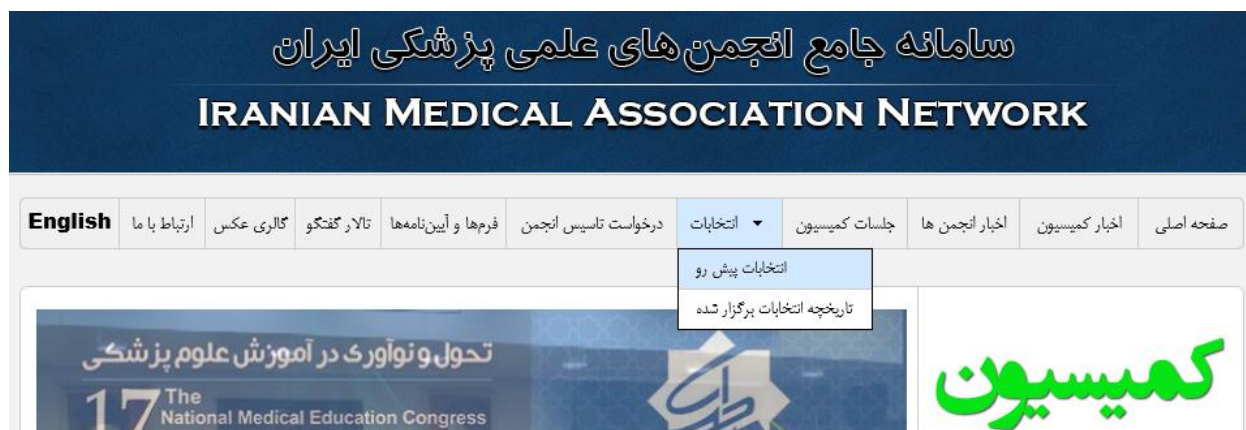 سامانه جامع انجمن های علمی پزشکی ایران
IRANIAN MEDICAL ASSOCIATION NETWORK
صفحه اصلی اخبار کمیسیون اخبار انجمن ها جلسات کمیسیون انتخابات درخواست تاسیس انجمن فرم‌ها و آیین‌نامه‌ها تالار گفتگو گالری عکس ارتباط با ما English
انتخابات پیش رو
تاریخچه انتخابات برگزار شده
کمیسیون
تحول و نوآوری در آموزش علوم پزشکی
17 The
National Medical Education Congress